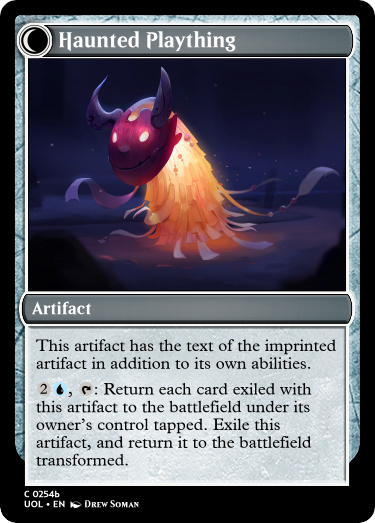 Haunted Plaything
Artifact
This artifact has the text of the imprinted
artifact in addition to its own abilities.
2 , : Return each card exiled with
this artifact to the battlefield under its
owner's control tapped. Exile this
artifact, and return it to the battlefield
transformed.
C 0254b
UOL • EN Drew Soman